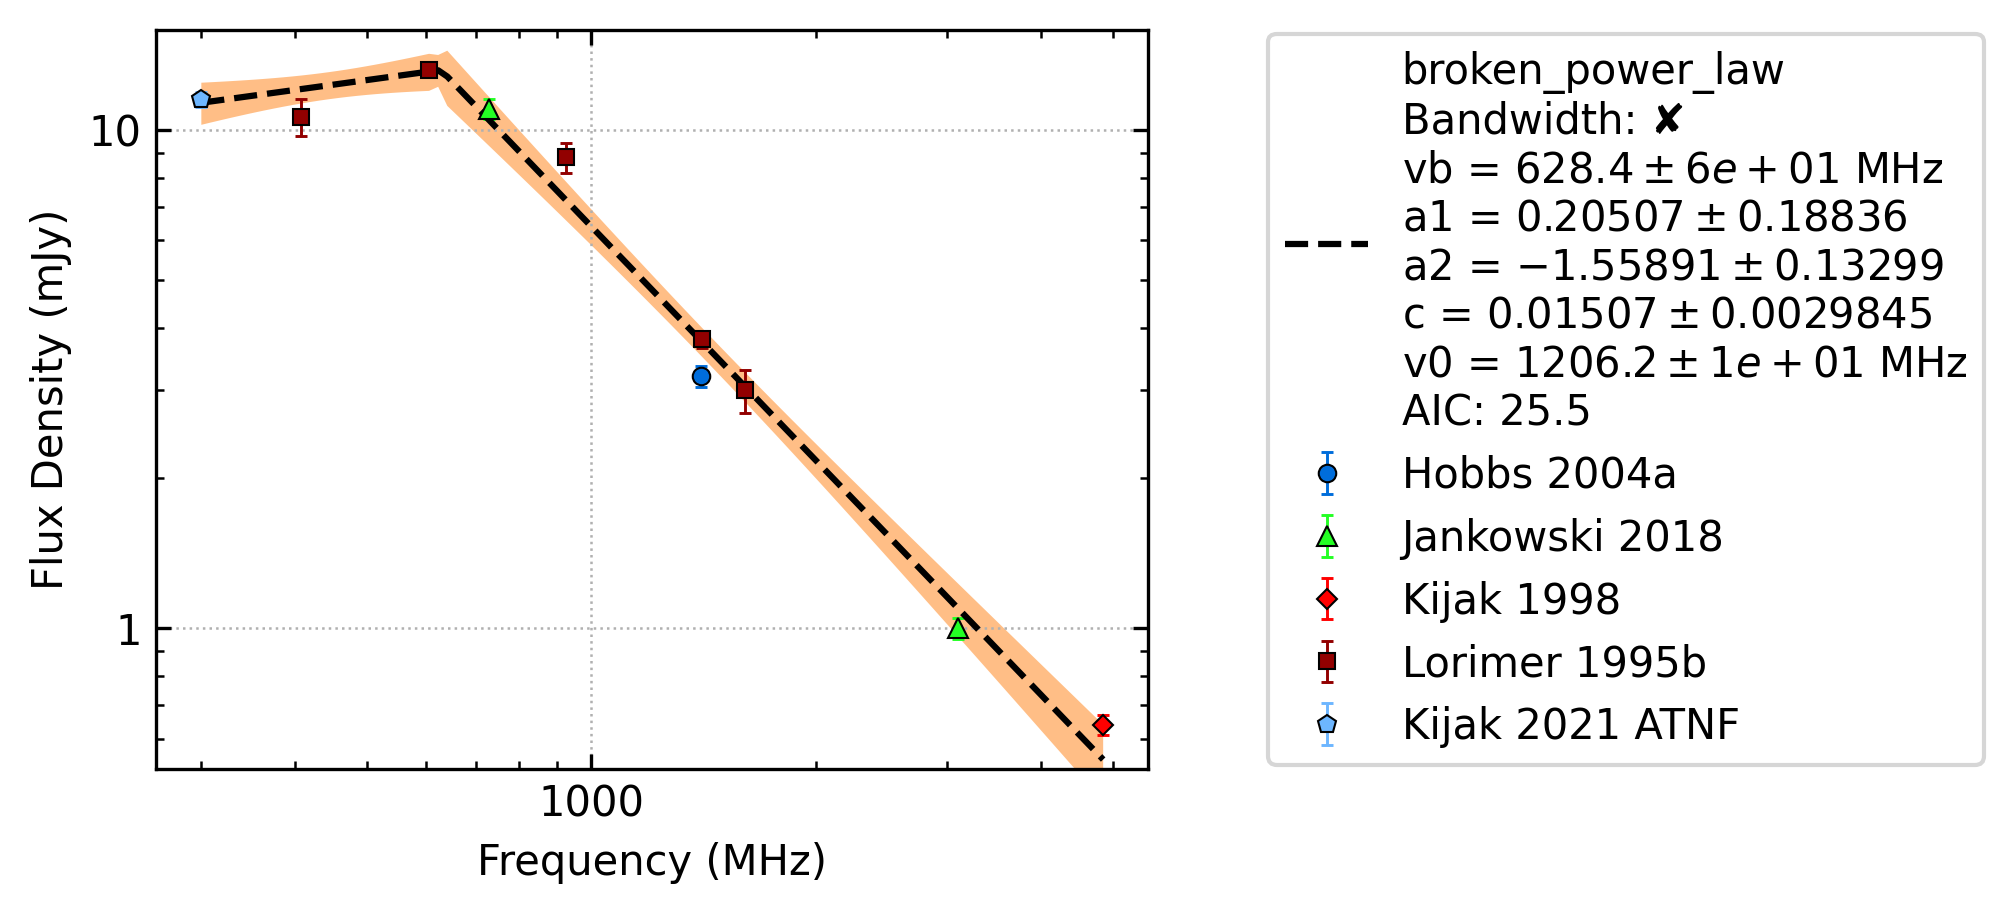 10
1
1000
Flux Density (mJy)
Frequency (MHz)
broken_power_law
Bandwidth: ✘
vb = 628.4 ± 6e + 01 MHz
a1 = 0.20507 ± 0.18836
a2 = −1.55891 ± 0.13299
c = 0.01507 ± 0.0029845
v0 = 1206.2 ± 1e + 01 MHz
AIC: 25.5
Hobbs 2004a
Jankowski 2018
Kijak 1998
Lorimer 1995b
Kijak 2021 ATNF